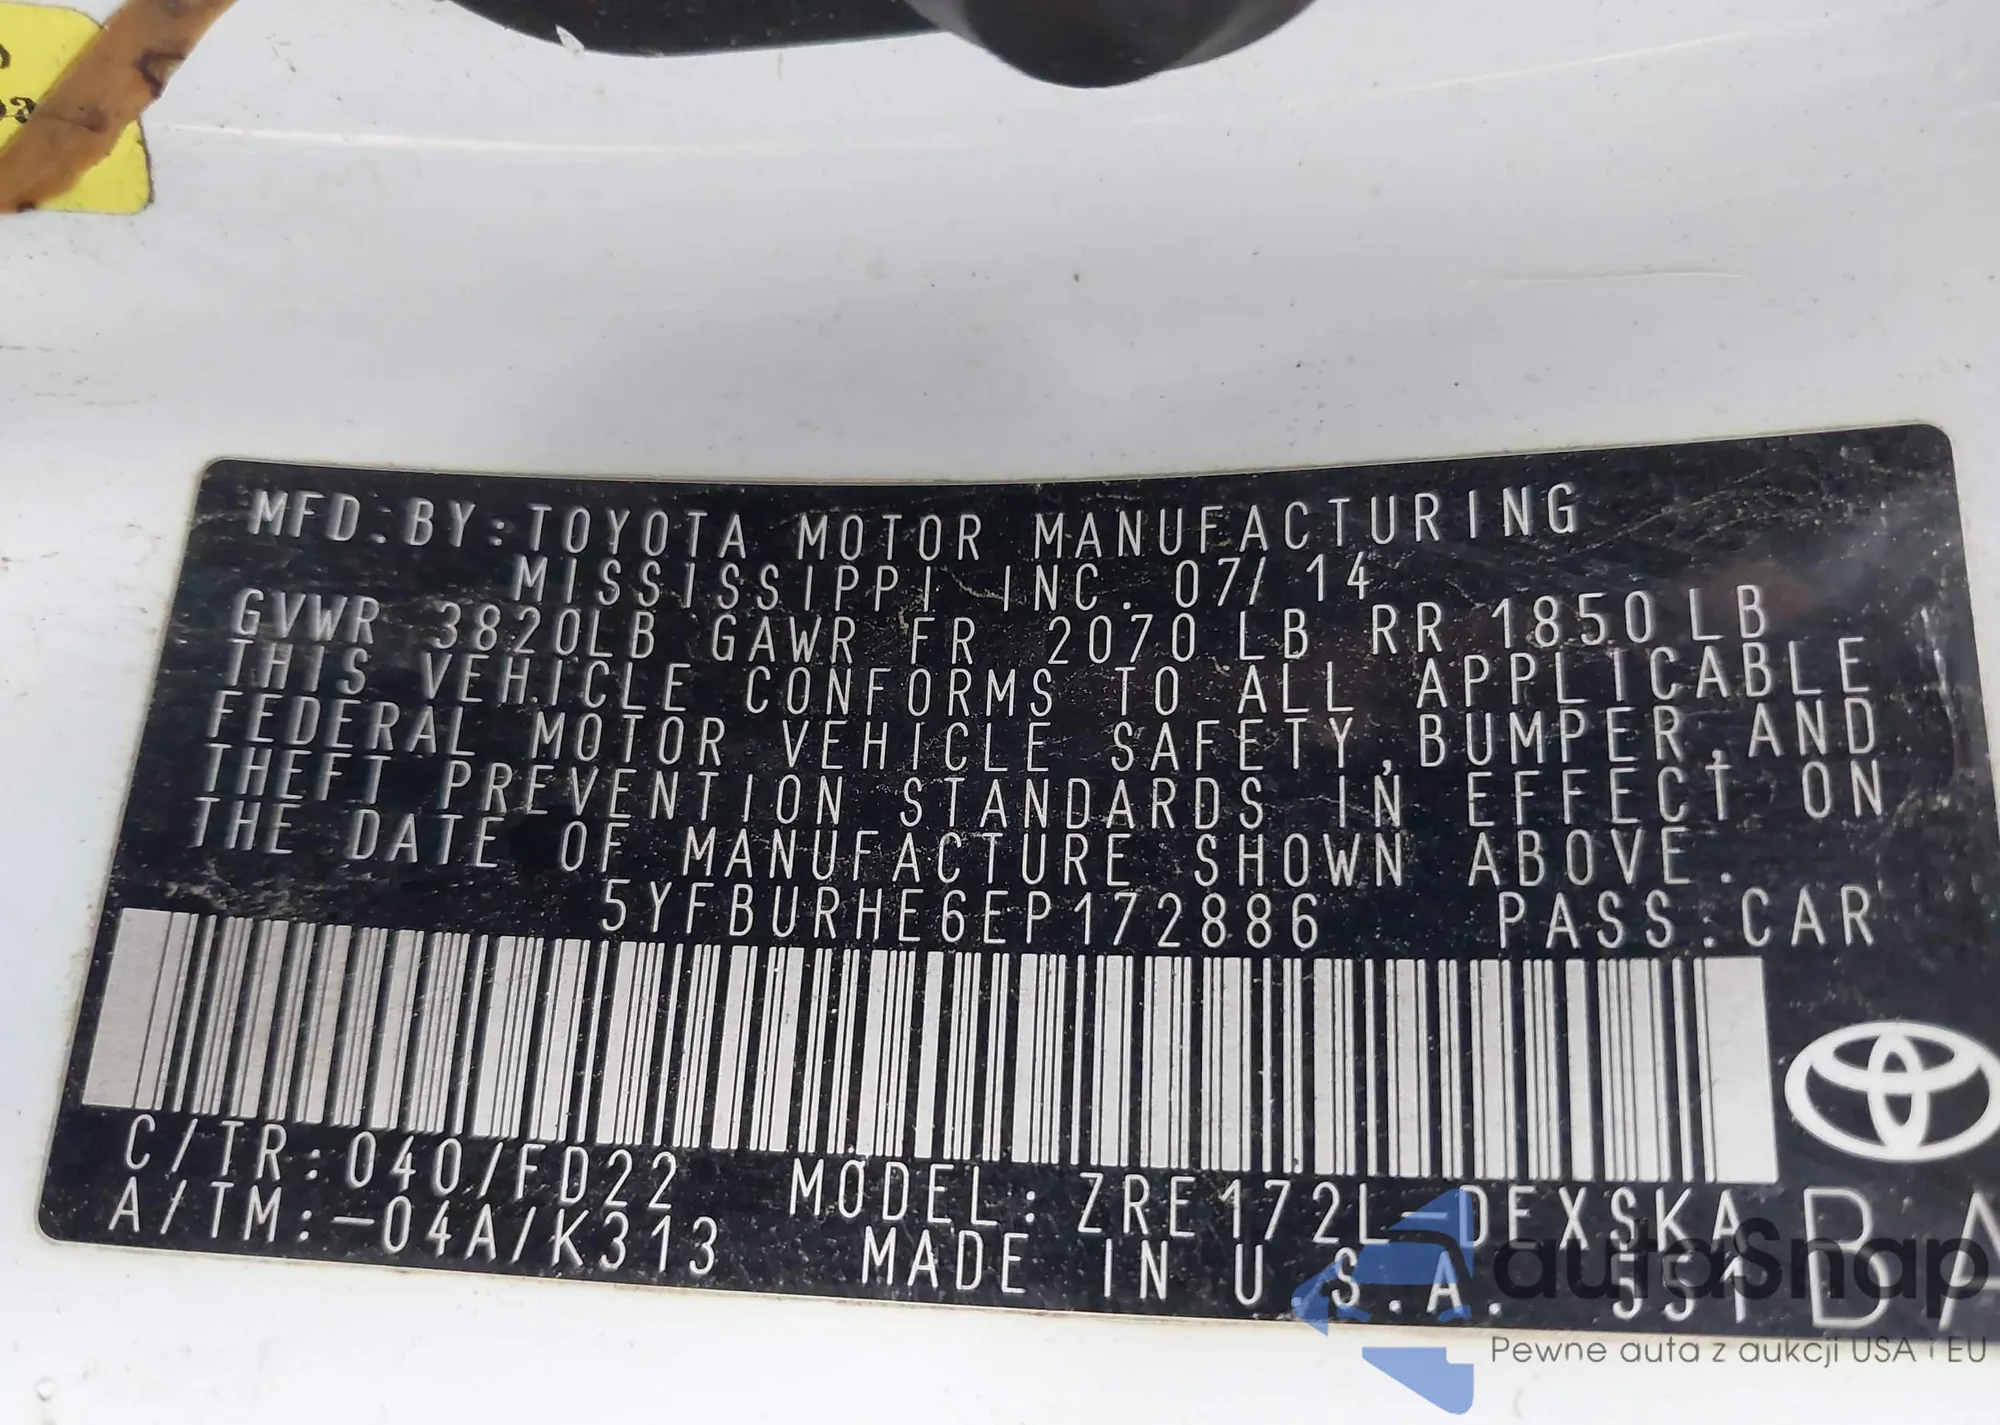 MFD.BY:TOYOTA MOTOR MANUFACTURING
MISSISSIPPI INC. 07/14
GVWR 3820LB GAWR FR 2070 LB RR 1850LB
THIS VEHICLE CONFORMS TO ALL APPLICABLE
FEDERAL MOTOR VEHICLE SAFETY,BUMPER,AND
THEFT PREVENTION STANDARDS IN EFFECT ON
THE DATE OF MANUFACTURE SHOWN ABOVE.
5YFBURHE6EP172886 PASS.CAR
C/TR:040/FD22 MODEL:ZRE172L-DEXSKA
A/TM:-04A/K313 MADE IN U.S.A. 551
BA
autoSnap
Pewne auta z aukcji USA i EU